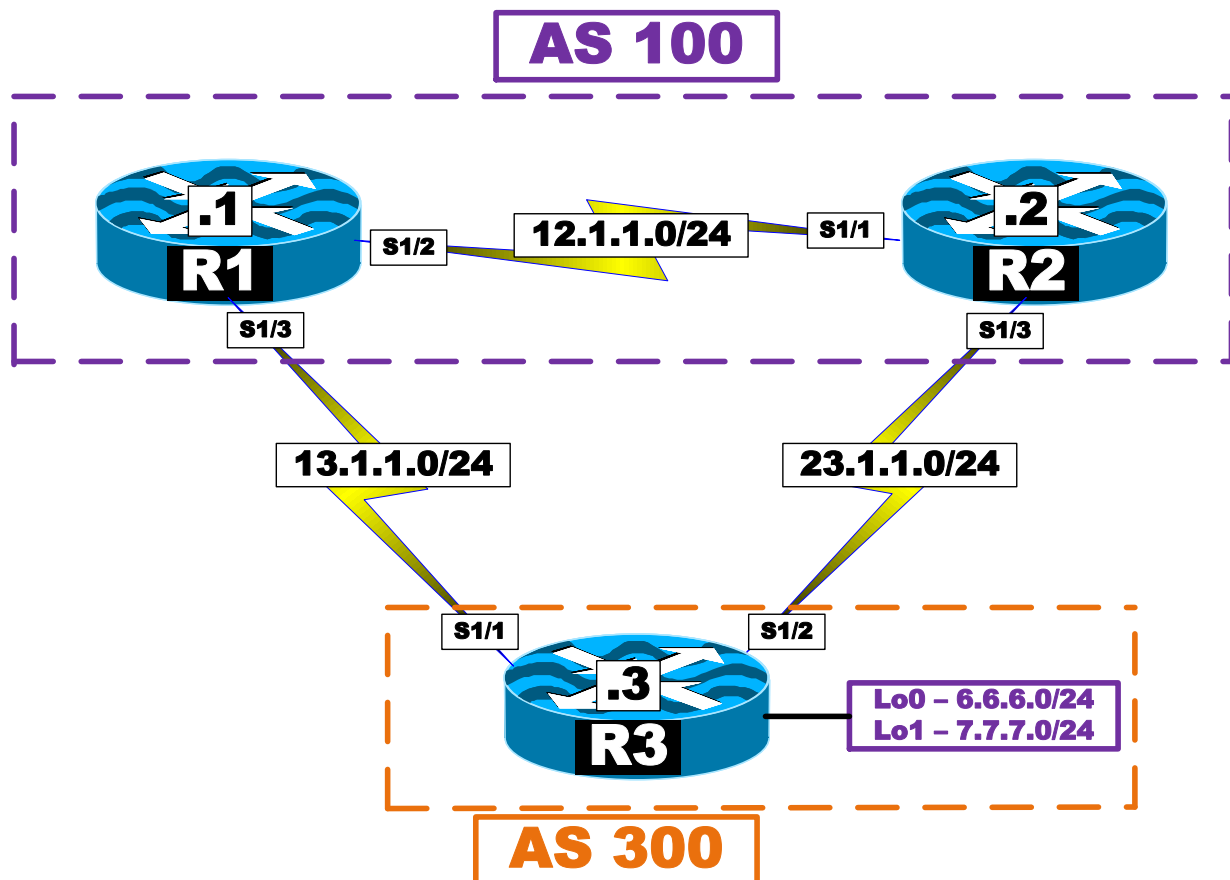 AS 100
.1
R1
S1/2
12.1.1.0/24
S1/1
.2
R2
S1/3
S1/3
13.1.1.0/24
23.1.1.0/24
S1/1
S1/2
.3
R3
Lo0 – 6.6.6.0/24
Lo1 – 7.7.7.0/24
AS 300